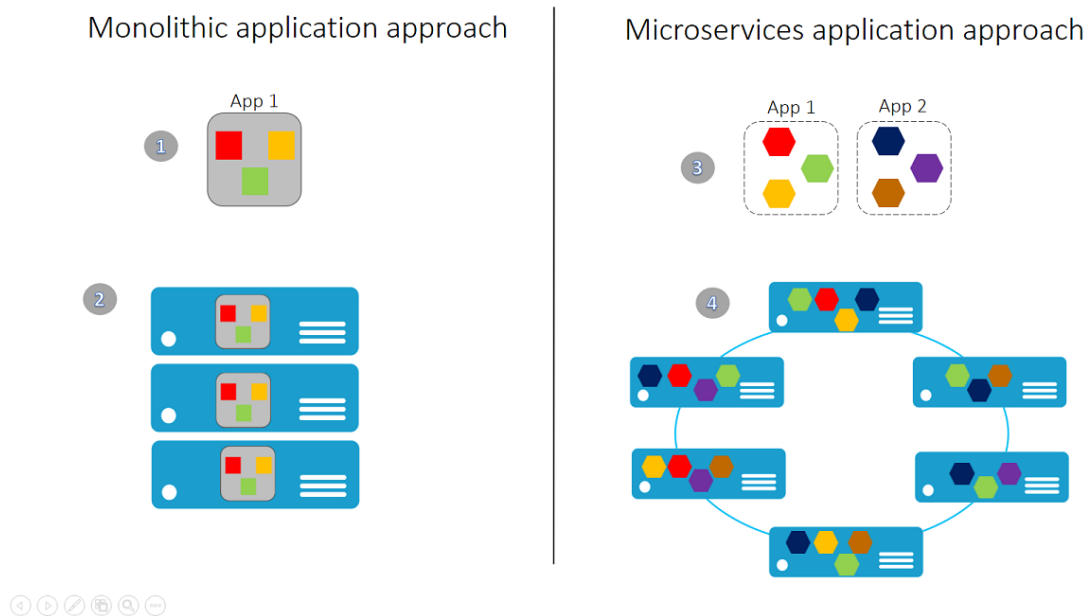 Monolithic application approach
App 1
1
2
Microservices application approach
App 1
App 2
3
4